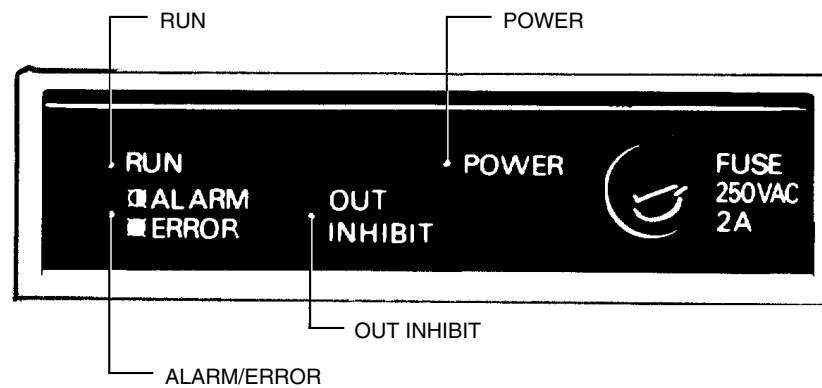 RUN
POWER
RUN
ALARM
ERROR
OUT
INHIBIT
POWER
FUSE
250VAC
2A
OUT INHIBIT
ALARM/ERROR